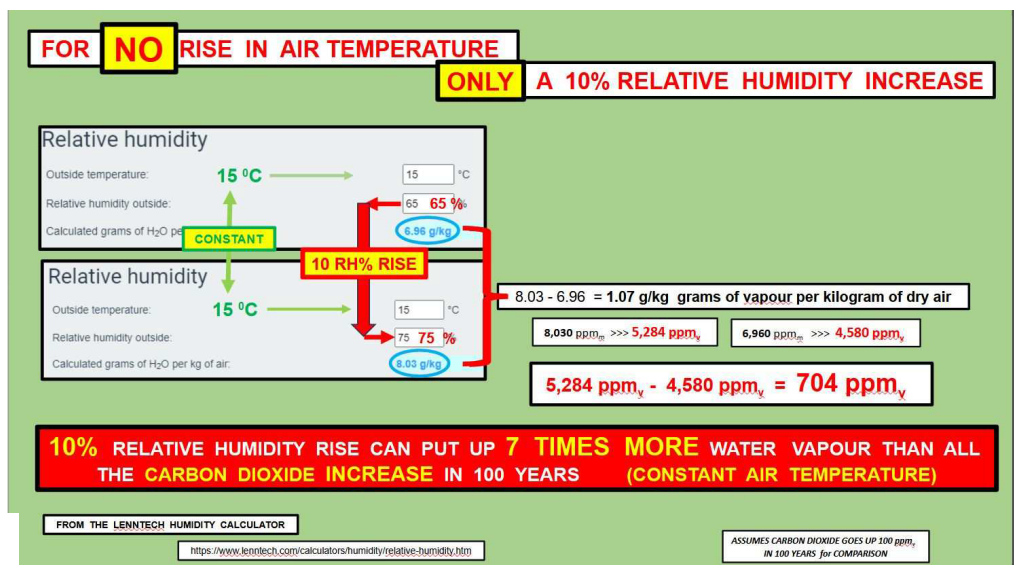 FOR NO RISE IN AIR TEMPERATURE
ONLY A 10% RELATIVE HUMIDITY INCREASE
Relative humidity
Outside temperature: 15 ⁰C 15 °C
Relative humidity outside: 65 65 % %
Calculated grams of H₂O pe 6.96 g/kg
CONSTANT
10 RH% RISE
Relative humidity
Outside temperature: 15 ⁰C 15 °C
Relative humidity outside: 75 75 %
Calculated grams of H₂O per kg of air: 8.03 g/kg
8.03 - 6.96 = 1.07 g/kg grams of vapour per kilogram of dry air
8,030 ppmₘ >>> 5,284 ppmᵥ
6,960 ppmₘ >>> 4,580 ppmᵥ
5,284 ppmᵥ - 4,580 ppmᵥ = 704 ppmᵥ
10% RELATIVE HUMIDITY RISE CAN PUT UP 7 TIMES MORE WATER VAPOUR THAN ALL
THE CARBON DIOXIDE INCREASE IN 100 YEARS (CONSTANT AIR TEMPERATURE)
FROM THE LENNTECH HUMIDITY CALCULATOR
https://www.lenntech.com/calculators/humidity/relative-humidity.htm
ASSUMES CARBON DIOXIDE GOES UP 100 ppmᵥ
IN 100 YEARS for COMPARISON